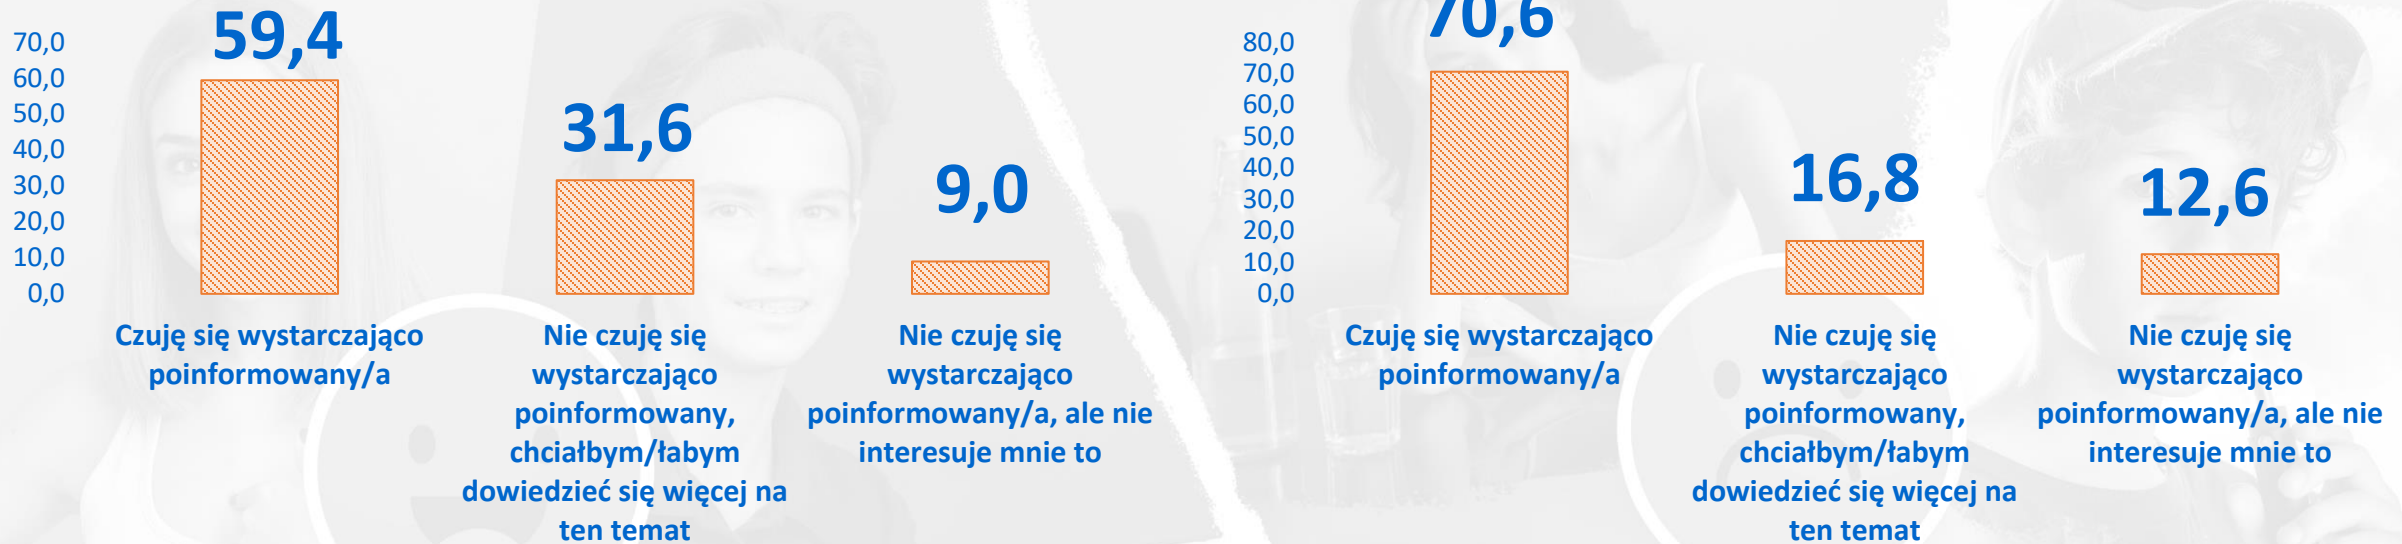 70,0
60,0
50,0
40,0
30,0
20,0
10,0
0,0
59,4
31,6
9,0
Czuję się wystarczająco
poinformowany/a
Nie czuję się
wystarczająco
poinformowany,
chciałbym/łabym
dowiedzieć się więcej na
ten temat
Nie czuję się
wystarczająco
poinformowany/a, ale nie
interesuje mnie to
80,0
70,0
60,0
50,0
40,0
30,0
20,0
10,0
0,0
70,6
16,8
12,6
Czuję się wystarczająco
poinformowany/a
Nie czuję się
wystarczająco
poinformowany,
chciałbym/łabym
dowiedzieć się więcej na
ten temat
Nie czuję się
wystarczająco
poinformowany/a, ale nie
interesuje mnie to